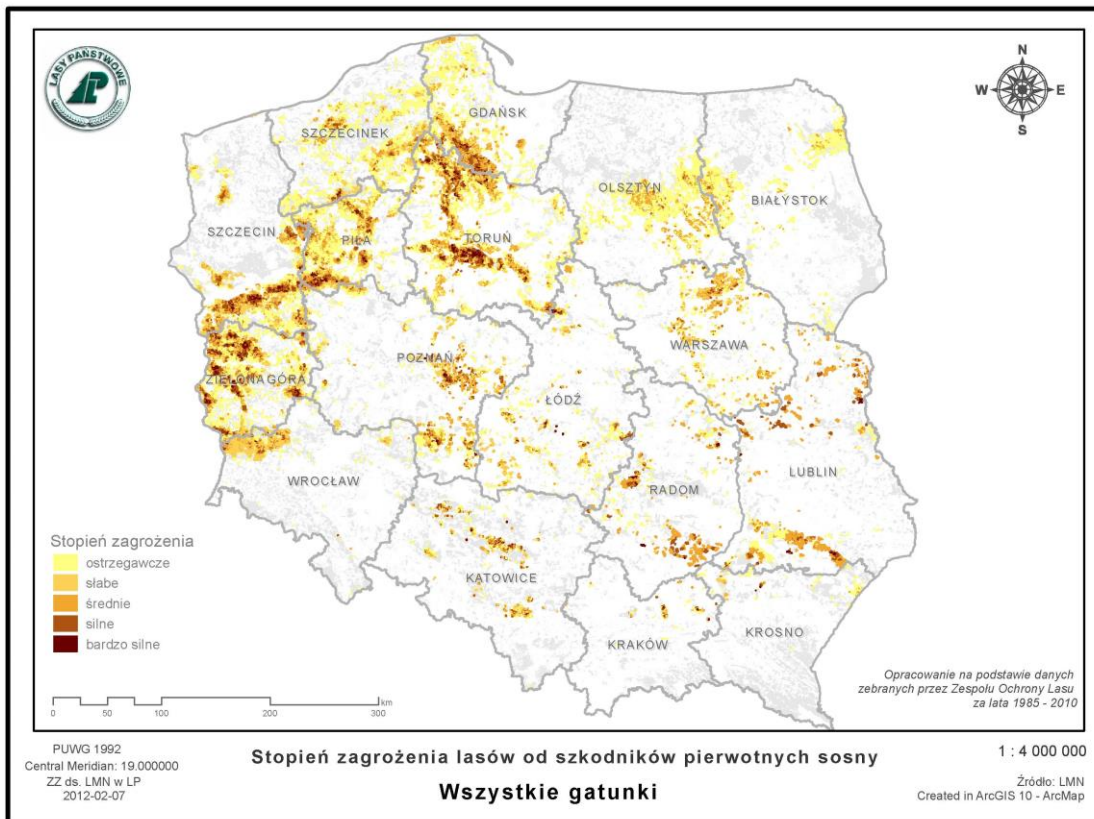 LASY PAŃSTWOWE
N
W E
S
GDAŃSK
SZCZECINEK
OLSZTYN
BIAŁYSTOK
SZCZECIN
PIŁA
TORUŃ
WARSZAWA
POZNAŃ
ZIELONA GÓRA
ŁÓDŹ
LUBLIN
WROCŁAW
RADOM
KATOWICE
KRAKÓW
KROSNO
Stopień zagrożenia
ostrzegawcze
słabe
średnie
silne
bardzo silne
km
0 50 100 200 300
Opracowanie na podstawie danych
zebranych przez Zespołu Ochrony Lasu
za lata 1985 - 2010
PUWG 1992
Central Meridian: 19.000000
ZZ ds. LMN w LP
2012-02-07
Stopień zagrożenia lasów od szkodników pierwotnych sosny
Wszystkie gatunki
1 : 4 000 000
Źródło: LMN
Created in ArcGIS 10 - ArcMap